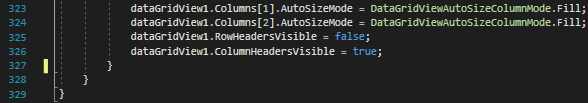 323 dataGridView1.Columns[1].AutoSizeMode = DataGridViewAutoSizeColumnMode.Fill;
324 dataGridView1.Columns[2].AutoSizeMode = DataGridViewAutoSizeColumnMode.Fill;
325 dataGridView1.RowHeadersVisible = false;
326 dataGridView1.ColumnHeadersVisible = true;
327 }
328 }
329 }